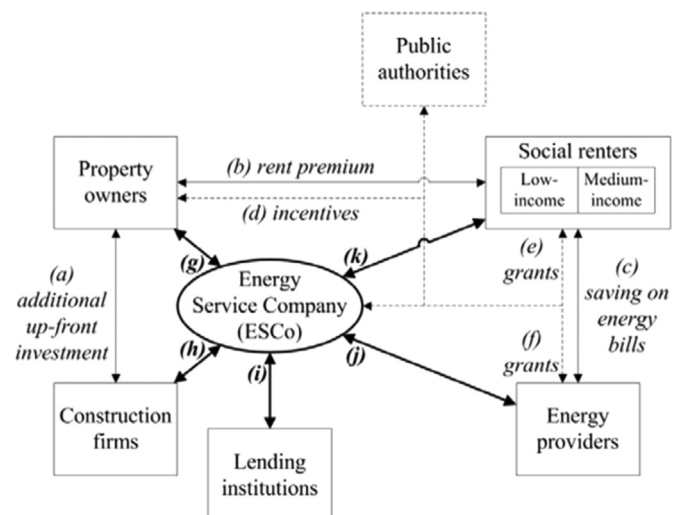 Public
authorities
Property
owners
(b) rent premium
(d) incentives
Social renters
Low-
income
Medium-
income
(a)
additional
up-front
investment
(g)
(k)
Energy
Service Company
(ESCo)
(e)
grants
(c)
saving on
energy
bills
(h)
(i)
(j)
(f)
grants
Construction
firms
Lending
institutions
Energy
providers